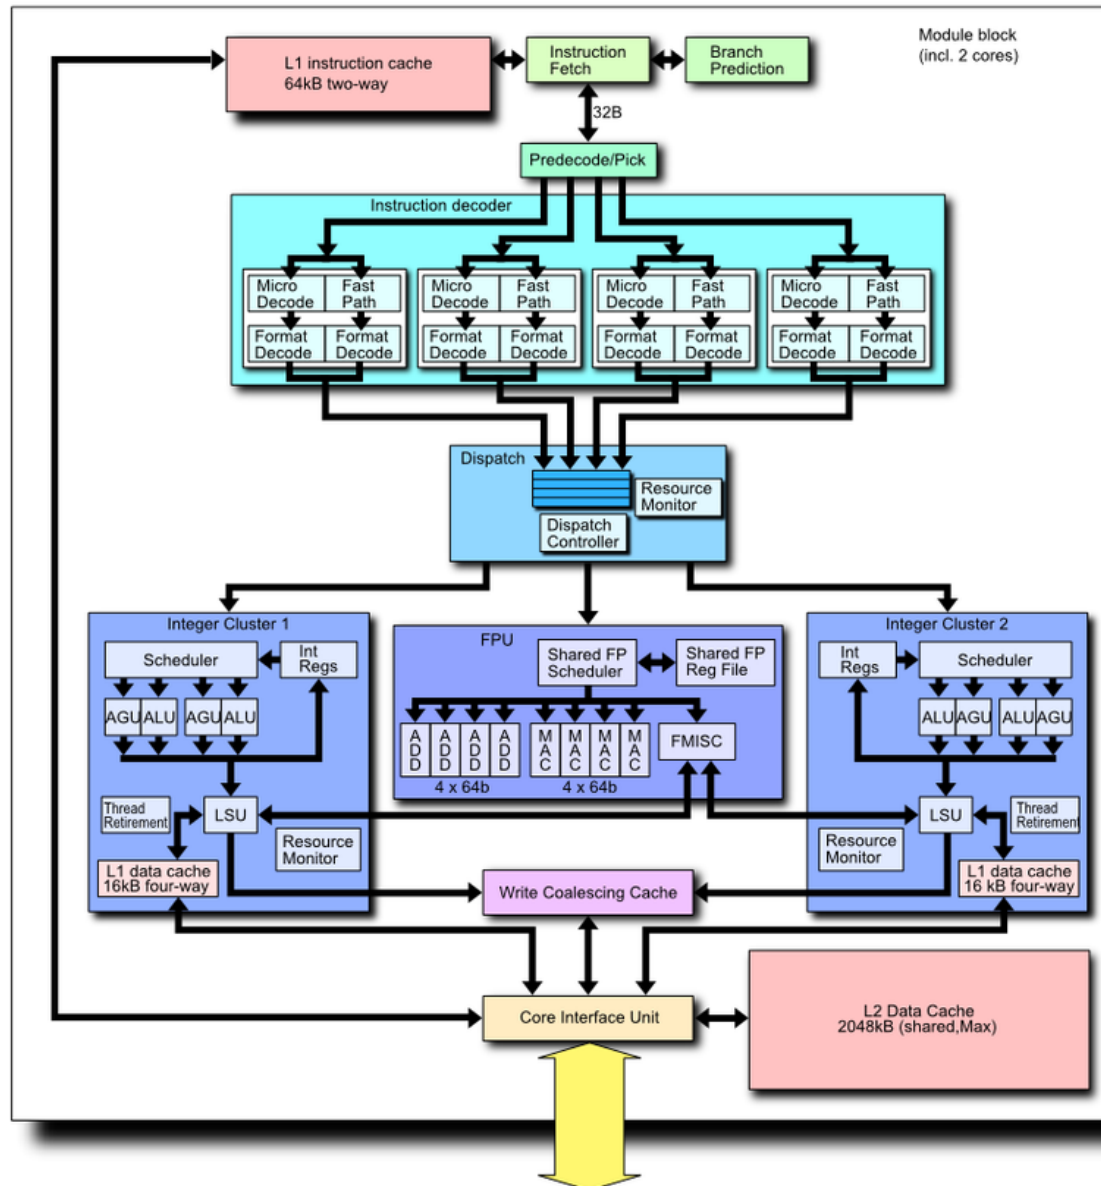 Module block
(incl. 2 cores)
L1 instruction cache
64kB two-way
Instruction
Fetch
Branch
Prediction
32B
Predecode/Pick
Instruction decoder
Micro
Decode
Fast
Path
Micro
Decode
Fast
Path
Micro
Decode
Fast
Path
Micro
Decode
Fast
Path
Format
Decode
Format
Decode
Format
Decode
Format
Decode
Format
Decode
Format
Decode
Format
Decode
Format
Decode
Dispatch
Resource
Monitor
Dispatch
Controller
Integer Cluster 1
Scheduler
Int
Regs
AGU
ALU
AGU
ALU
LSU
Thread
Retirement
Resource
Monitor
L1 data cache
16kB four-way
FPU
Shared FP
Scheduler
Shared FP
Reg File
ADD
ADD
ADD
ADD
MAC
MAC
MAC
MAC
FMISC
4 x 64b
4 x 64b
Integer Cluster 2
Int
Regs
Scheduler
ALU
AGU
ALU
AGU
LSU
Thread
Retirement
Resource
Monitor
L1 data cache
16 kB four-way
Write Coalescing Cache
Core Interface Unit
L2 Data Cache
2048kB (shared,Max)